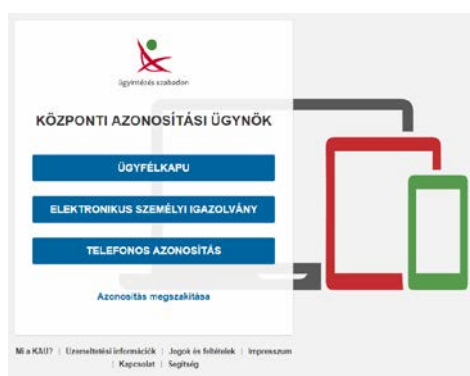 ügyintézés szabadon
KÖZPONTI AZONOSÍTÁSI ÜGYNÖK
ÜGYFÉLKAPU
ELEKTRONIKUS SZEMÉLYI IGAZOLVÁNY
TELEFONOS AZONOSÍTÁS
Azonosítás megszakítása
Mi a KAÜ? | Üzemeltetési információk | Jogok és feltételek | Impresszum
| Kapcsolat | Segítség